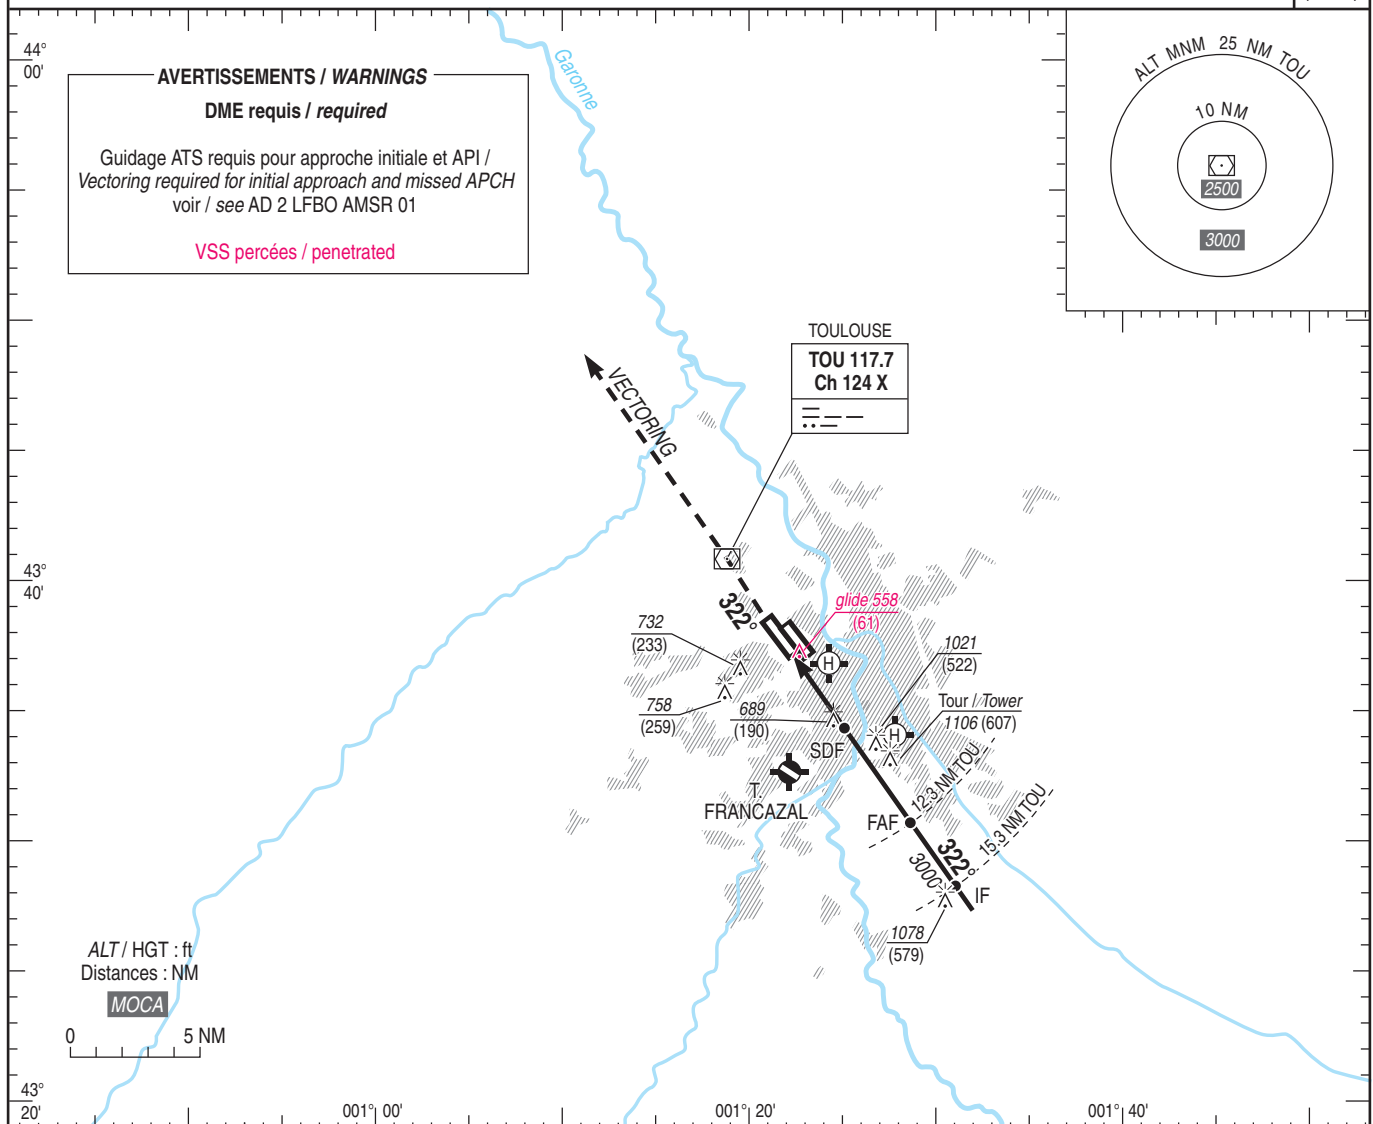 44°
00'
AVERTISSEMENTS / WARNINGS
DME requis / required
Guidage ATS requis pour approche initiale et API /
Vectoring required for initial approach and missed APCH
voir / see AD 2 LFBO AMSR 01
VSS percées / penetrated
Garonne
ALT MNM 25 NM TOU
10 NM
2500
3000
TOULOUSE
TOU 117.7
Ch 124 X
VECTORING
43°
40'
322°
glide 558
(61)
732
(233)
H
1021
(522)
758
(259)
689
(190)
Tour / Tower
1106 (607)
H
SDF
12.3 NM TOU
T.
FRANCAZAL
FAF
15.3 NM TOU
322°
3000
IF
1078
(579)
ALT / HGT : ft
Distances : NM
MOCA
0 5 NM
43°
20'
001° 00'
001° 20'
001° 40'